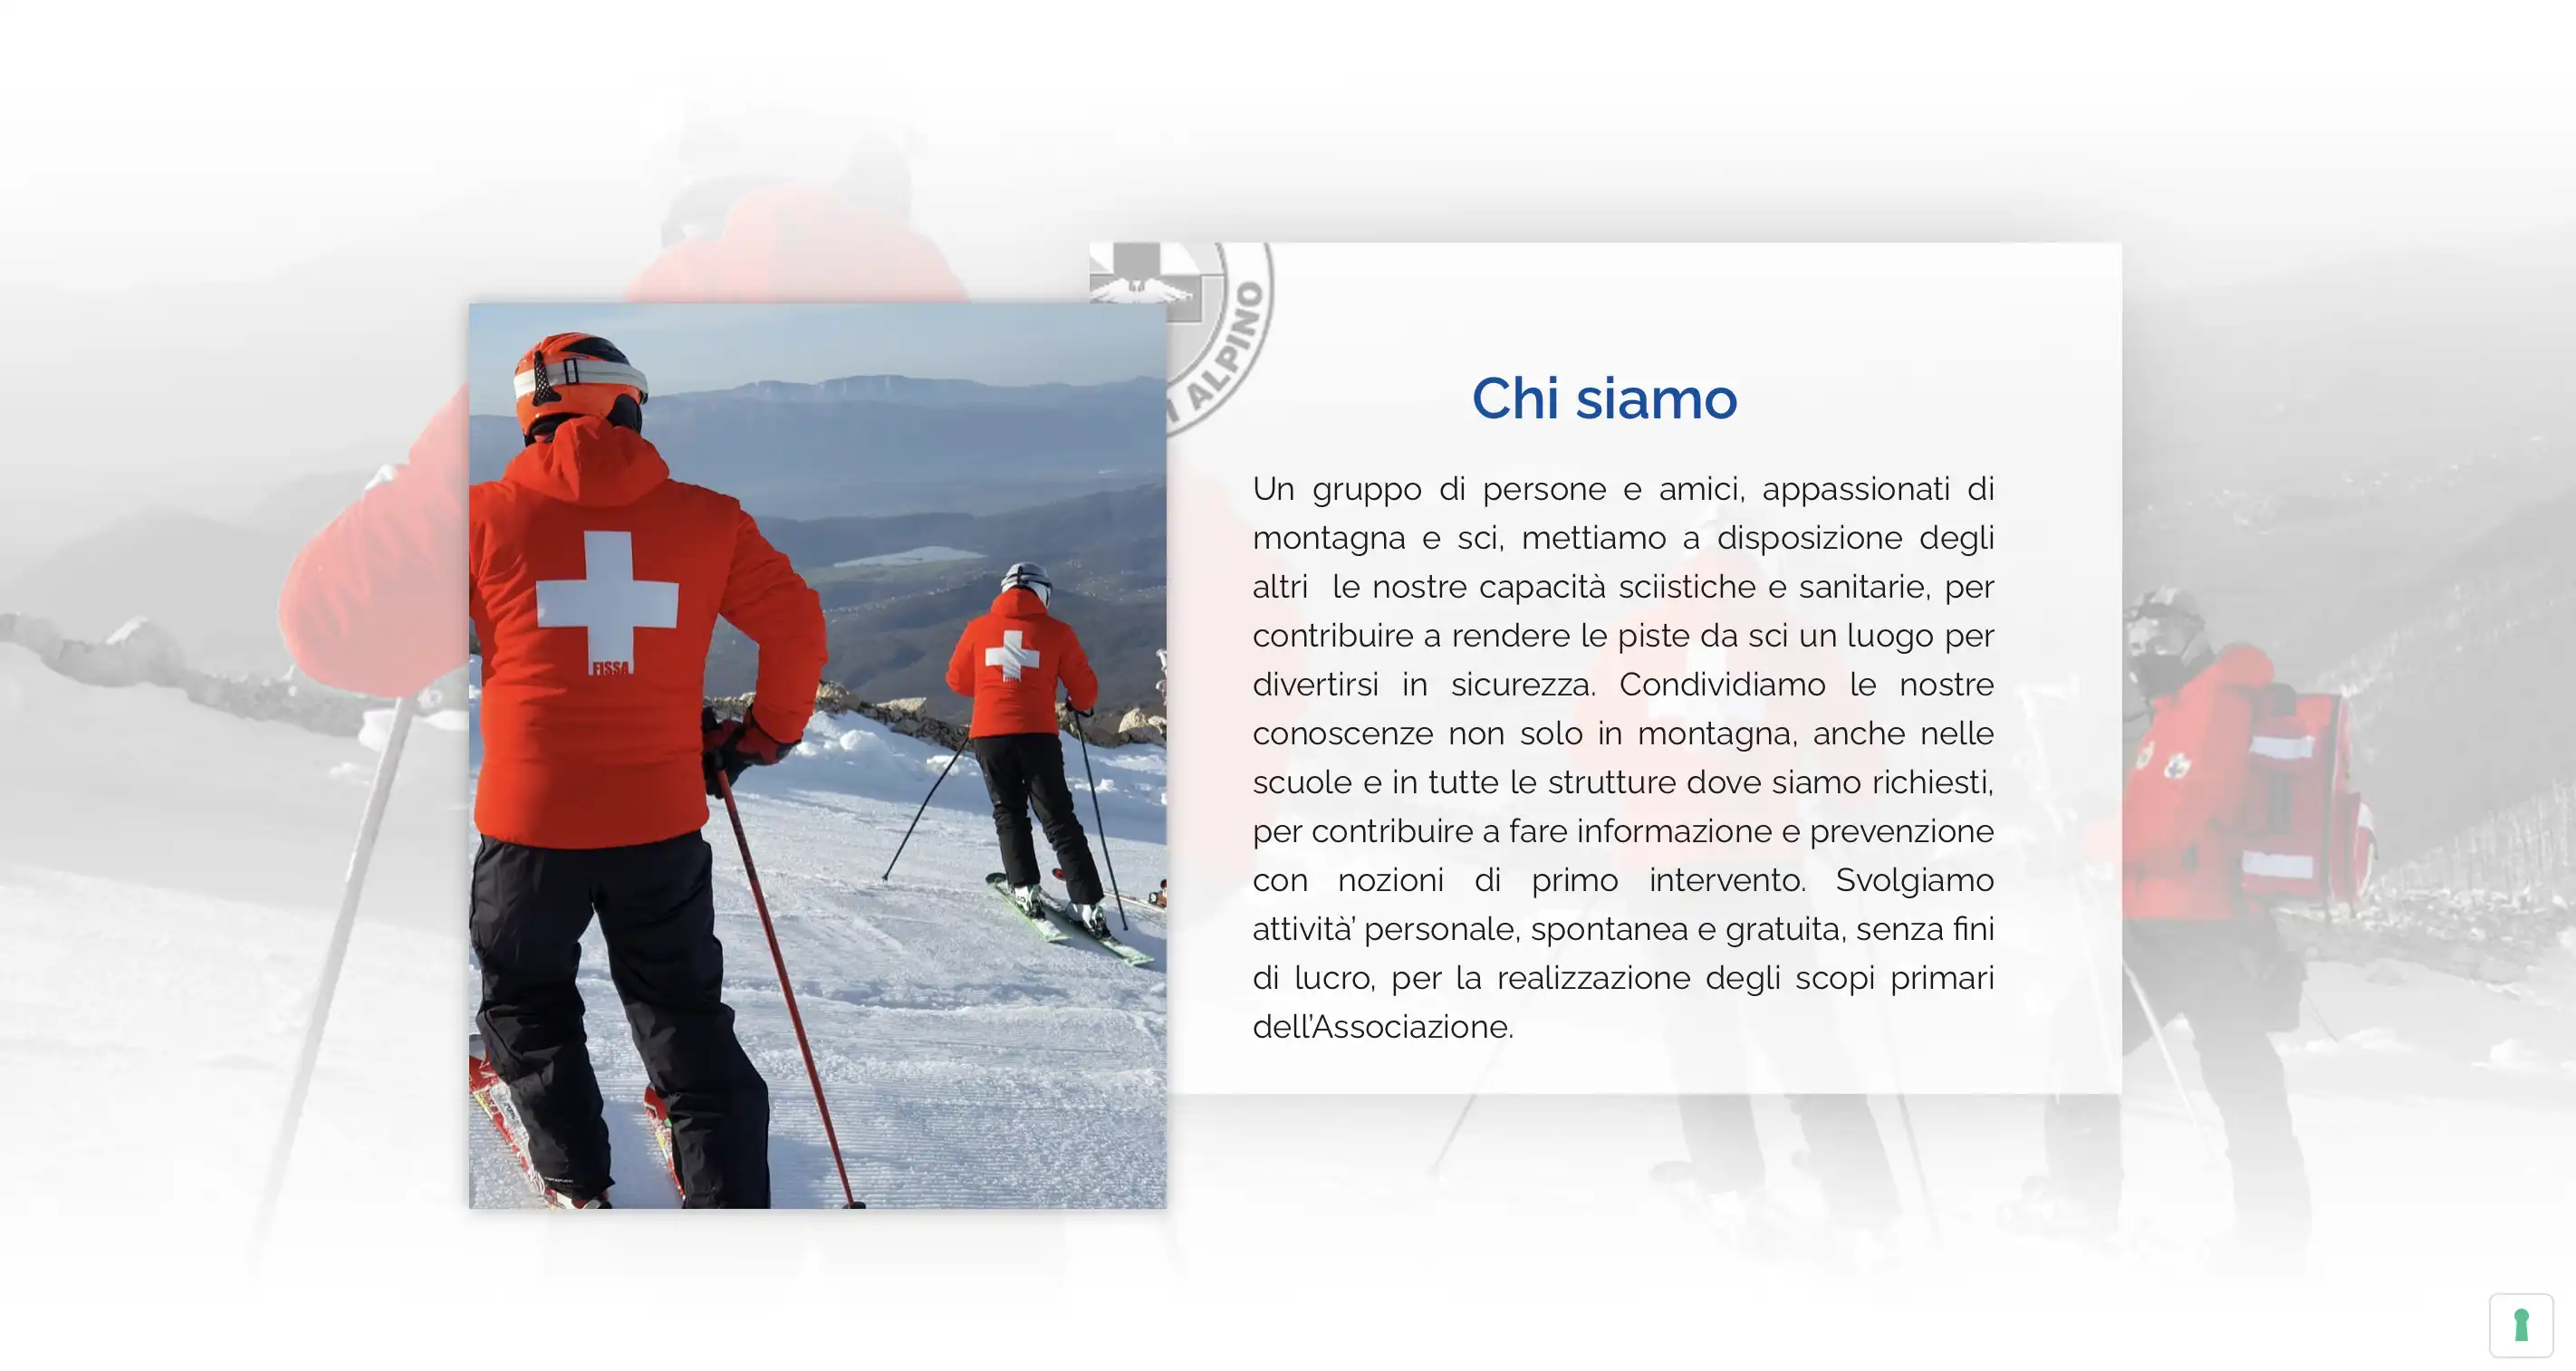 ALPINO
Chi siamo
Un gruppo di persone e amici, appassionati di
montagna e sci, mettiamo a disposizione degli
altri  le nostre capacità sciistiche e sanitarie, per
contribuire a rendere le piste da sci un luogo per
divertirsi in sicurezza. Condividiamo le nostre
conoscenze non solo in montagna, anche nelle
scuole e in tutte le strutture dove siamo richiesti,
per contribuire a fare informazione e prevenzione
con nozioni di primo intervento. Svolgiamo
attività’ personale, spontanea e gratuita, senza fini
di lucro, per la realizzazione degli scopi primari
dell’Associazione.
FISSA